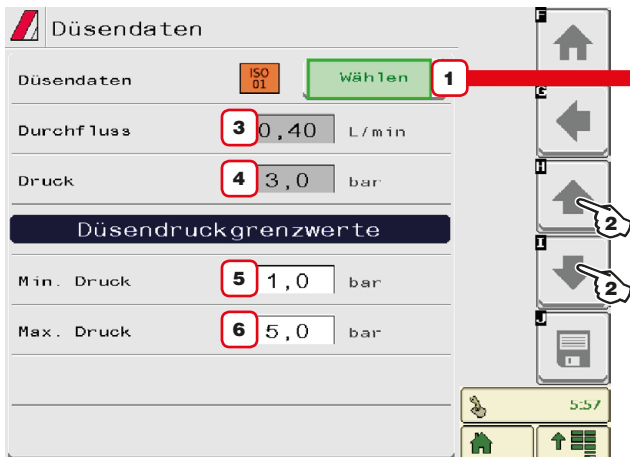 Düsendaten
Düsendaten ISO 01 Wählen 1
Durchfluss 3 0,40 L/min
Druck 4 3,0 bar
Düsendruckgrenzwerte
Min. Druck 5 1,0 bar
Max. Druck 6 5,0 bar
F
G
H
2
I
2
J
5:57